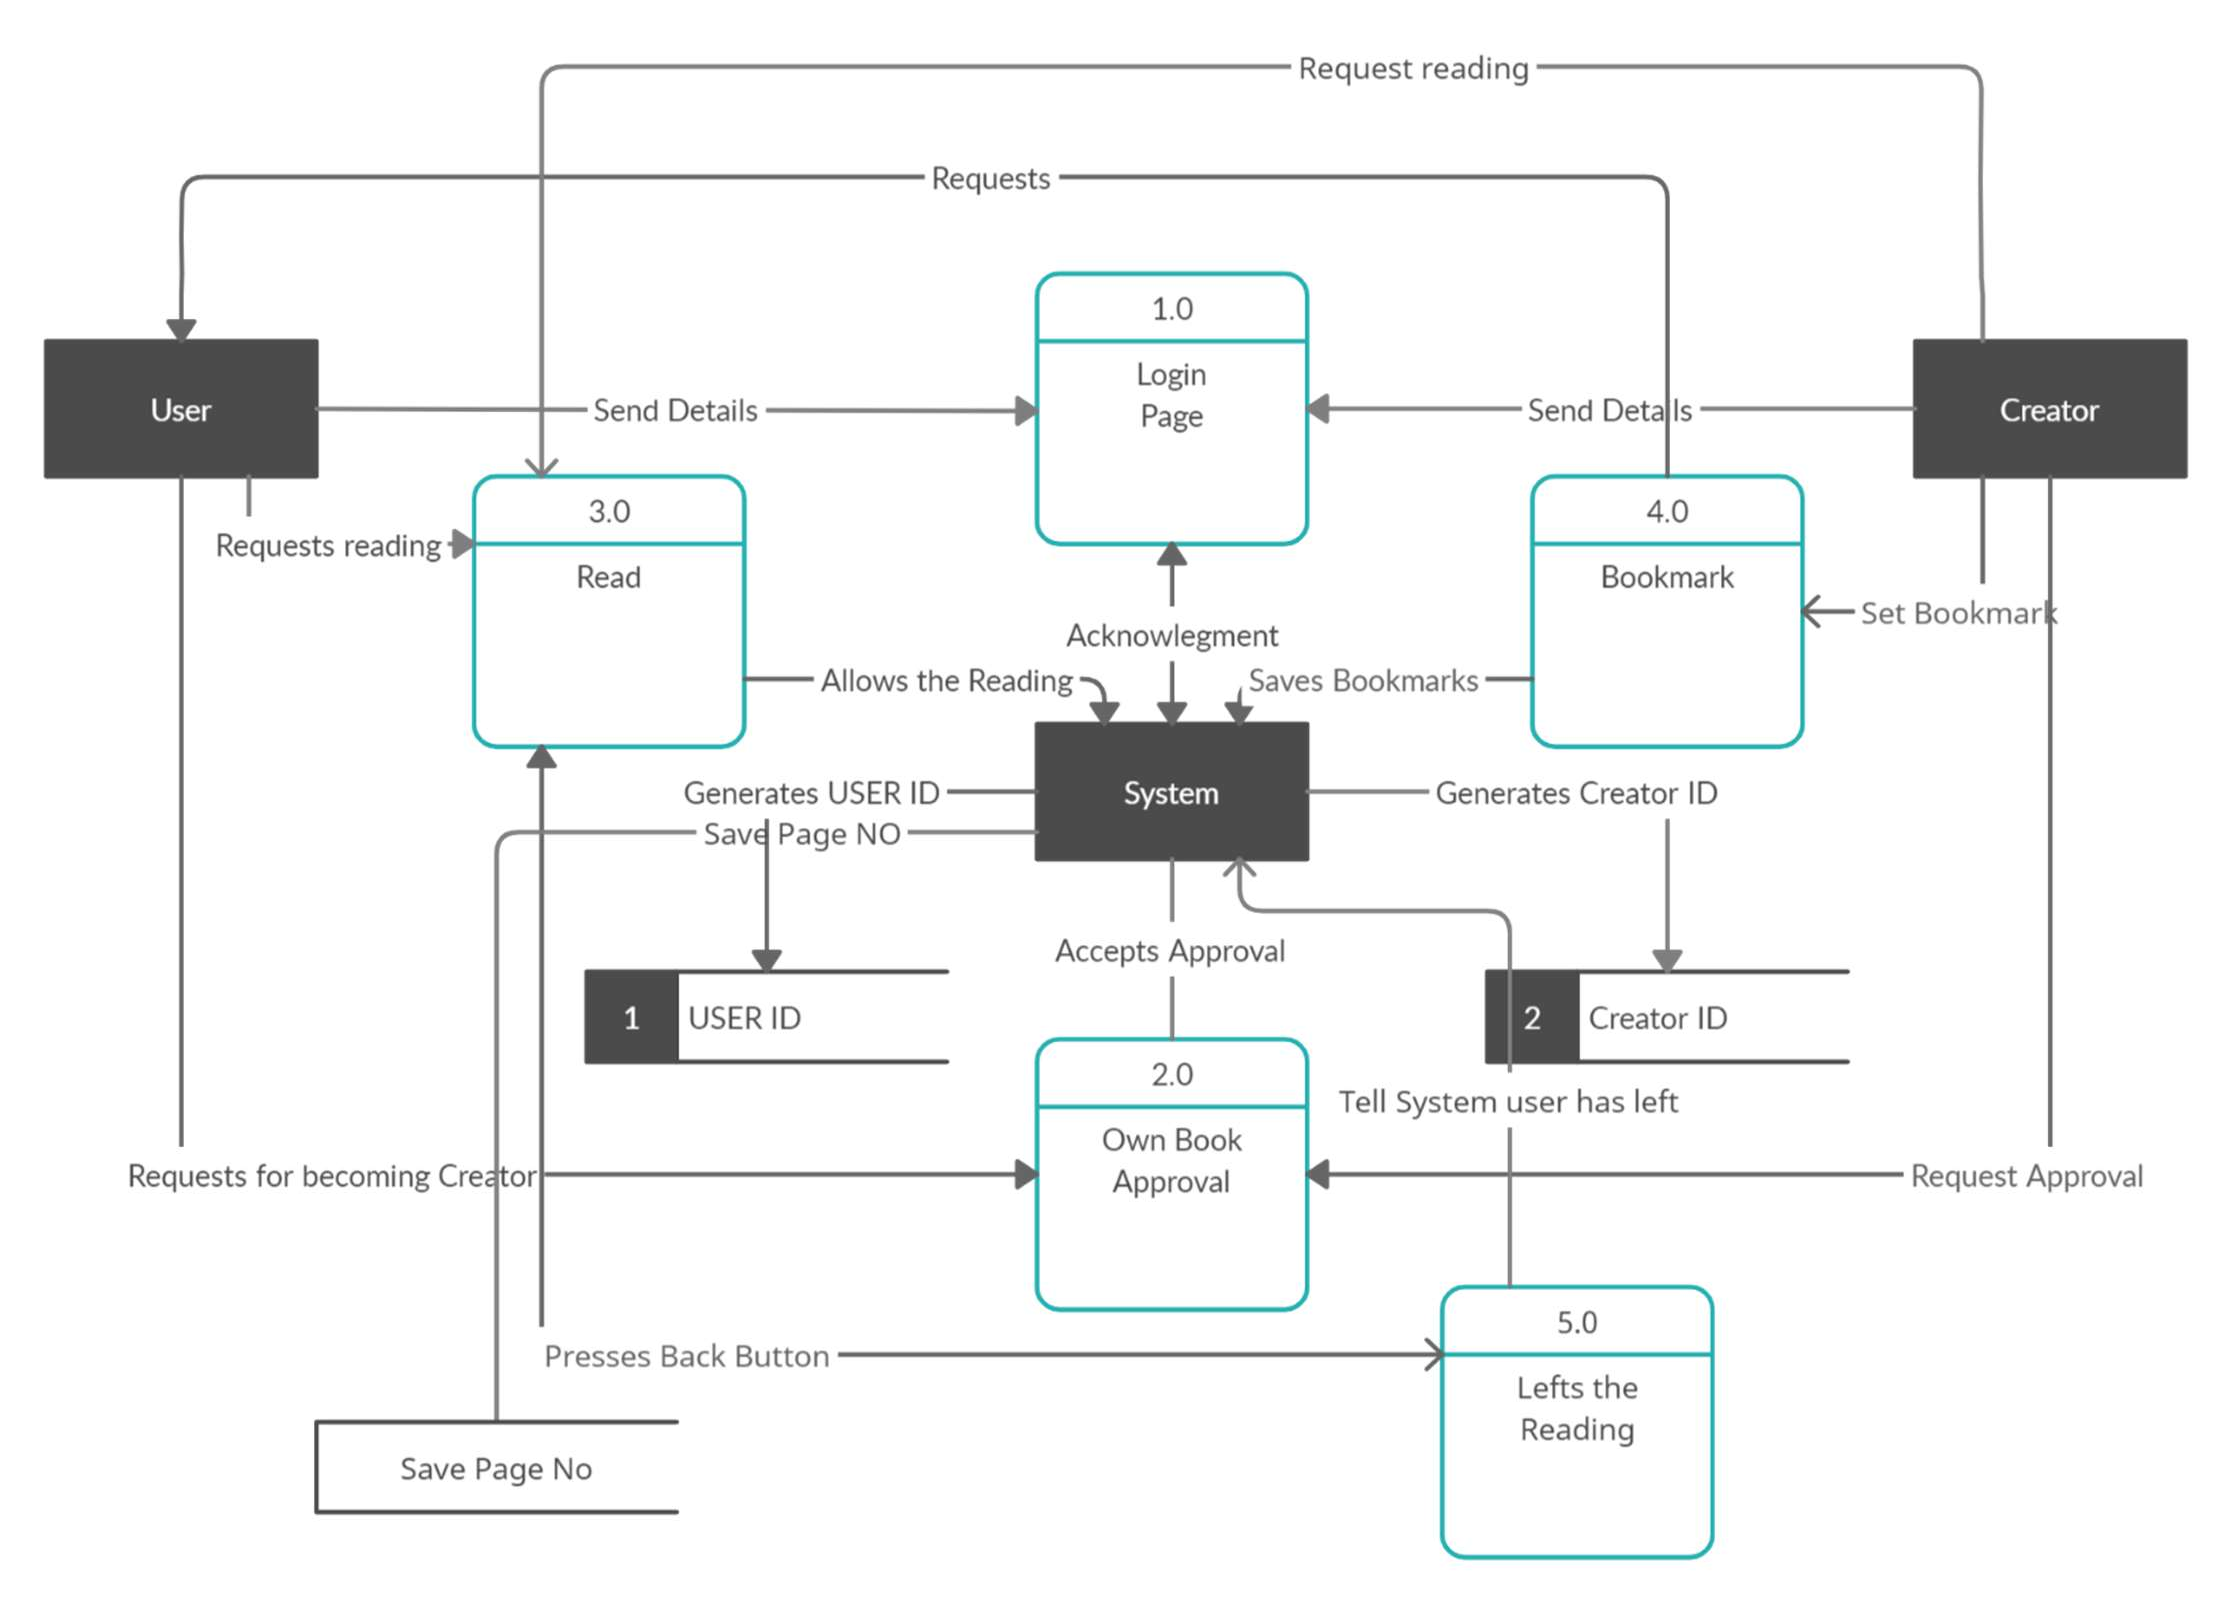 Request reading
Requests
1.0
Login
Page
User
Send Details
Send Details
Creator
3.0
Read
4.0
Bookmark
Requests reading
Set Bookmark
Acknowlegment
Allows the Reading
Saves Bookmarks
System
Generates USER ID
Generates Creator ID
Save Page NO
Accepts Approval
1
USER ID
2
Creator ID
2.0
Own Book
Approval
Tell System user has left
Requests for becoming Creator
Request Approval
5.0
Lefts the
Reading
Presses Back Button
Save Page No